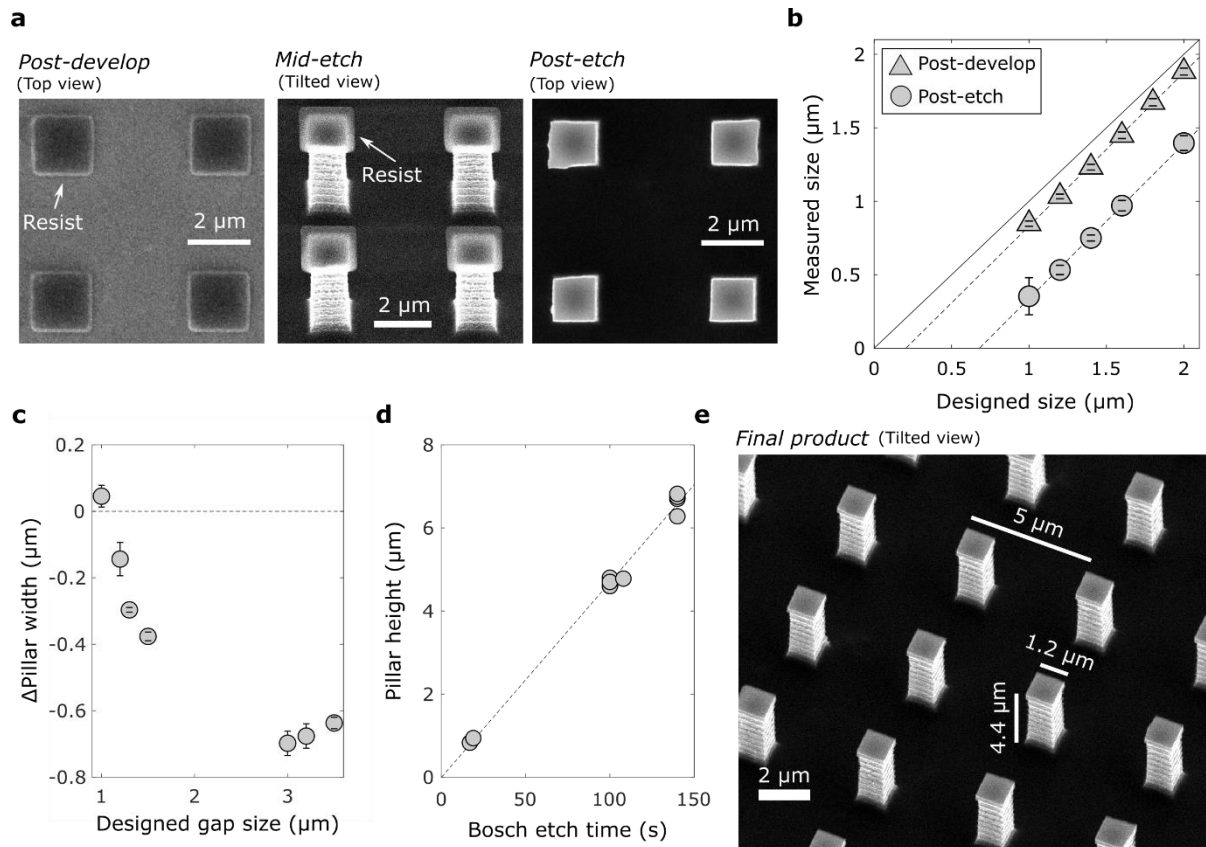 a
Post-develop
(Top view)
Resist
2 μm
Mid-etch
(Tilted view)
Resist
2 μm
Post-etch
(Top view)
2 μm
b
Measured size (μm)
2
1.5
1
0.5
0
Post-develop
Post-etch
0 0.5 1 1.5 2
Designed size (μm)
c
ΔPillar width (μm)
0.2
0
-0.2
-0.4
-0.6
-0.8
1 2 3
Designed gap size (μm)
d
Pillar height (μm)
8
6
4
2
0
0 50 100 150
Bosch etch time (s)
e
Final product (Tilted view)
5 μm
1.2 μm
4.4 μm
2 μm